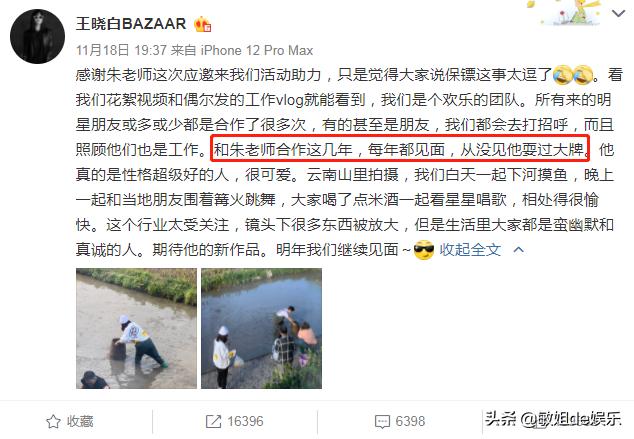 王晓白BAZAAR
11月18日 19:37 来自 iPhone 12 Pro Max
感谢朱老师这次应邀来我们活动助力，只是觉得大家说保镖这事太逗了。看
我们花絮视频和偶尔发的工作vlog就能看到，我们是个欢乐的团队。所有来的明
星朋友或多或少都是合作了很多次，有的甚至是朋友，我们都会去打招呼，而且
照顾他们也是工作。和朱老师合作这几年，每年都见面，从没见他耍过大牌。他
真的是性格超级好的人，很可爱。云南山里拍摄，我们白天一起下河摸鱼，晚上
一起和当地朋友围着篝火跳舞，大家喝了点米酒一起看星星唱歌，相处得很愉
快。这个行业太受关注，镜头下很多东西被放大，但是生活里大家都是蛮幽默和
真诚的人。期待他的新作品。明年我们继续见面～ 收起全文
收藏
16396
6398
头条 @敏姐de娱乐